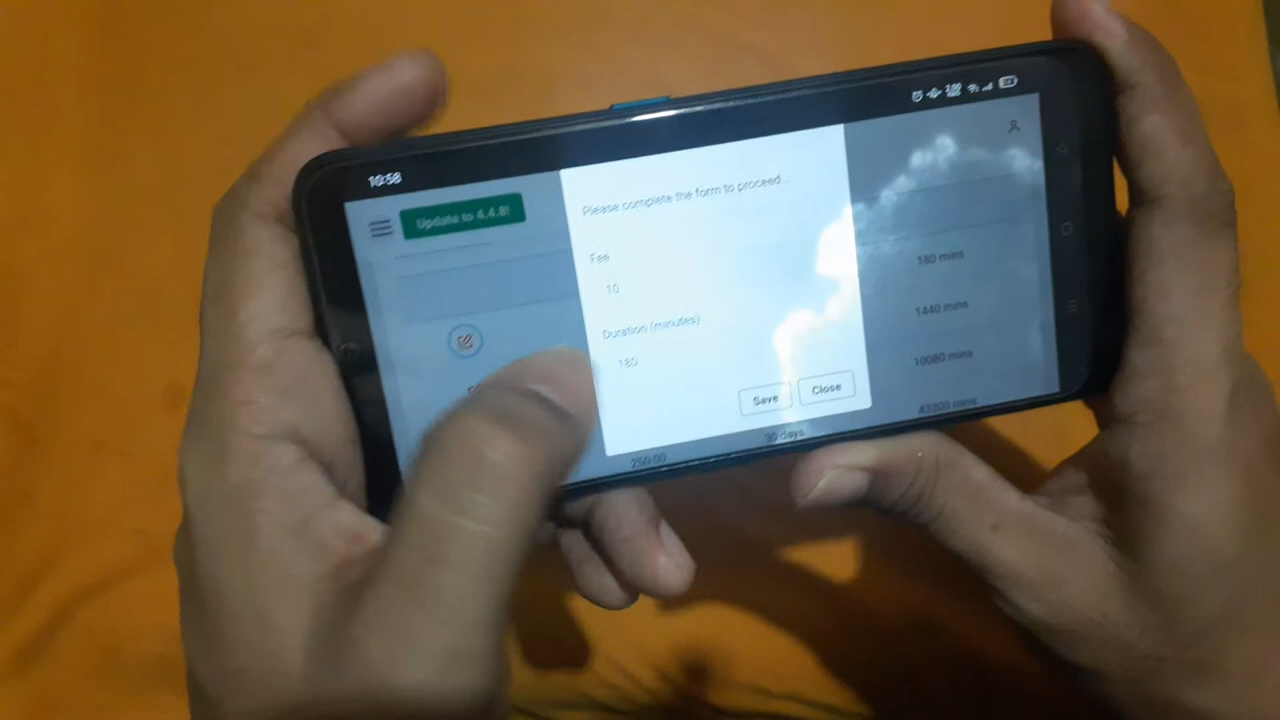 10:58
Update to 4.4.8!
Please complete the form to proceed...
Fee
10
Duration (minutes)
180
Save
Close
180 mins
1440 mins
10080 mins
43200 mins
30 days